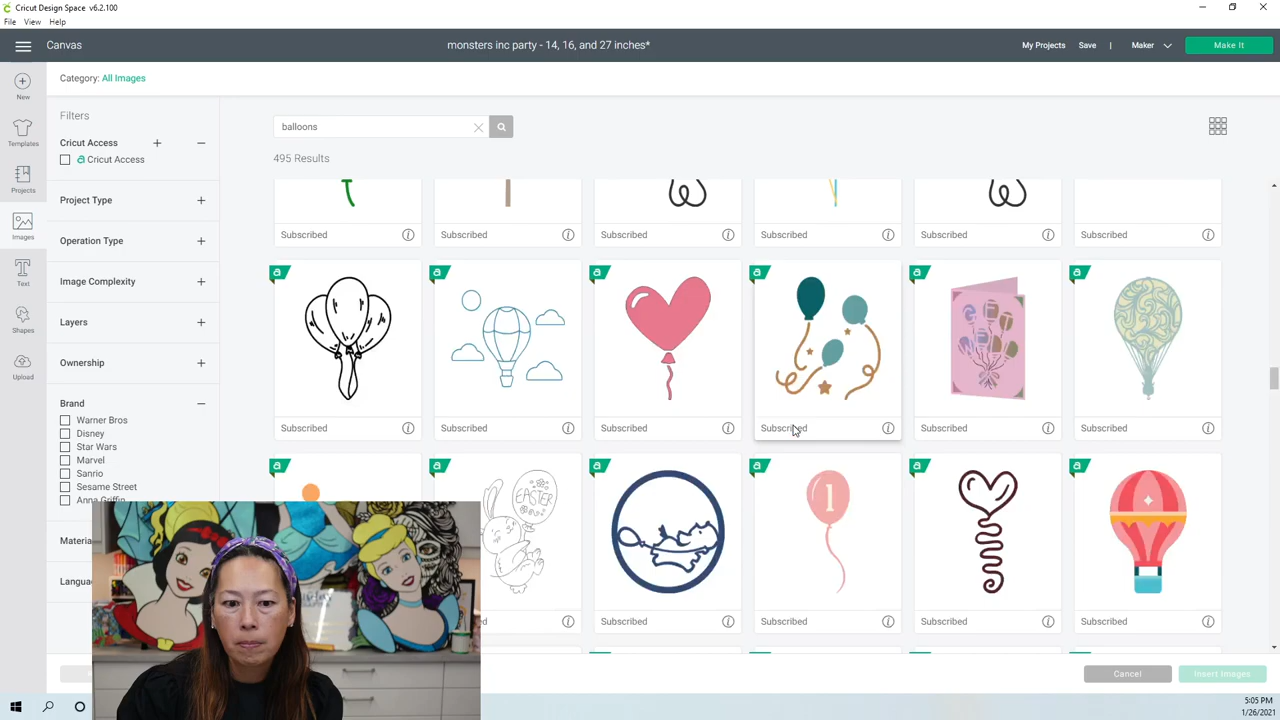 Cricut Design Space v6.2.100
File View Help
Canvas
monsters inc party - 14, 16, and 27 inches*
My Projects Save | Maker Make It
New
Templates
Projects
Images
Text
Shapes
Upload
Category: All Images
Filters
Cricut Access
Cricut Access
Project Type
Operation Type
Image Complexity
Layers
Ownership
Brand
Warner Bros
Disney
Star Wars
Marvel
Sanrio
Sesame Street
Anna Griffin
balloons
495 Results
Subscribed Subscribed Subscribed Subscribed Subscribed Subscribed
Subscribed Subscribed Subscribed Subscribed Subscribed Subscribed
EASTER
1
Subscribed Subscribed Subscribed Subscribed
Cancel Insert Images
5:05 PM
1/26/2021